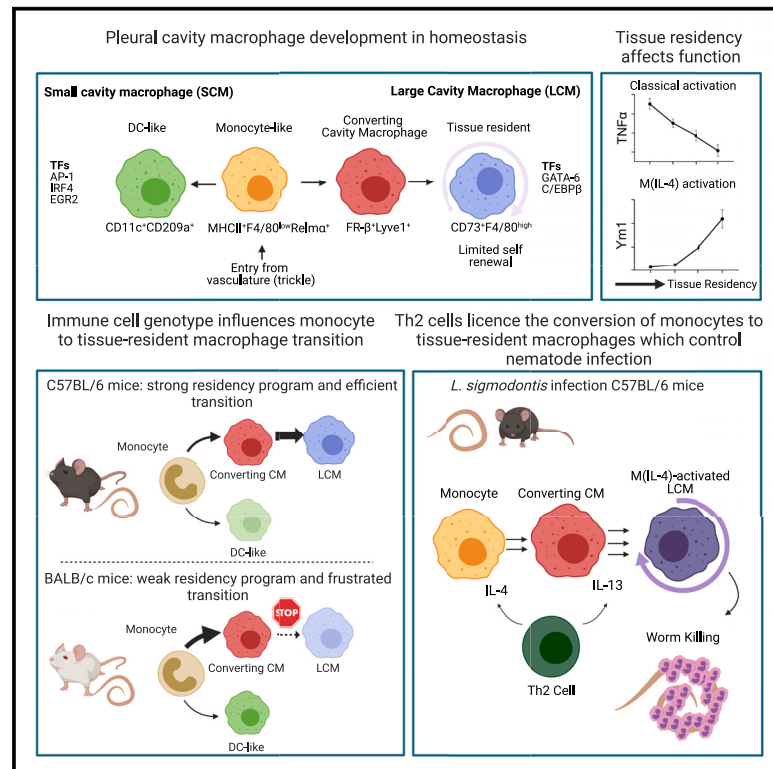 Pleural cavity macrophage development in homeostasis
Small cavity macrophage (SCM)
Large Cavity Macrophage (LCM)
DC-like
Monocyte-like
Converting
Cavity Macrophage
Tissue resident
TFs
AP-1
IRF4
EGR2
TFs
GATA-6
C/EBPβ
CD11c⁺CD209a⁺
MHCII⁺F4/80ˡᵒʷRelmα⁺
FR-β⁺Lyve1⁺
CD73⁺F4/80ʰⁱᵍʰ
Entry from
vasculature (trickle)
Limited self
renewal
Tissue residency
affects function
Classical activation
TNFα
M(IL-4) activation
Ym1
Tissue Residency
Immune cell genotype influences monocyte
to tissue-resident macrophage transition
C57BL/6 mice: strong residency program and efficient
transition
Monocyte
Converting CM
LCM
DC-like
BALB/c mice: weak residency program and frustrated
transition
Monocyte
STOP
Converting CM
LCM
DC-like
Th2 cells licence the conversion of monocytes to
tissue-resident macrophages which control
nematode infection
L. sigmodontis infection C57BL/6 mice
Monocyte
Converting CM
M(IL-4)-activated
LCM
IL-4
IL-13
Th2 Cell
Worm Killing